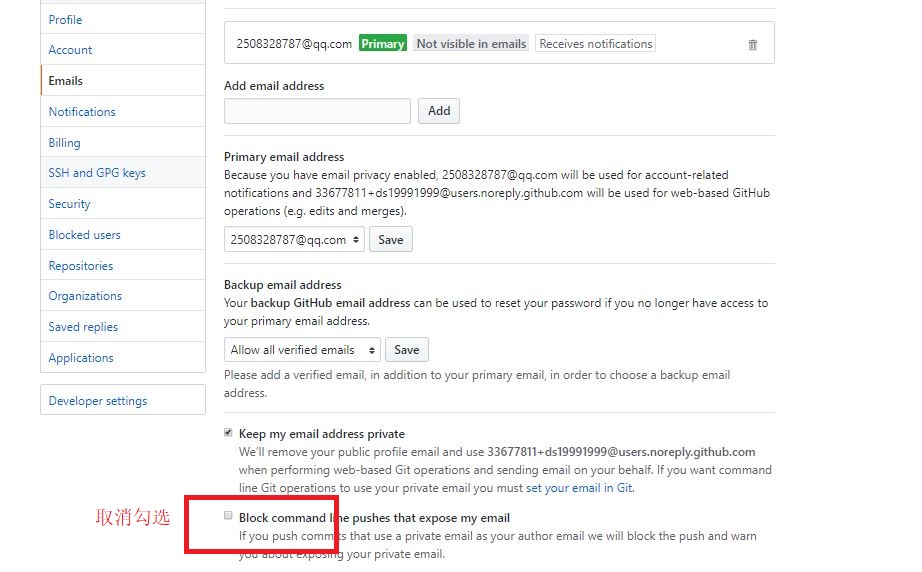 Profile
Account
Emails
Notifications
Billing
SSH and GPG keys
Security
Blocked users
Repositories
Organizations
Saved replies
Applications
Developer settings
2508328787@qq.com Primary Not visible in emails Receives notifications
Add email address
Add
Primary email address
Because you have email privacy enabled, 2508328787@qq.com will be used for account-related
notifications and 33677811+ds19991999@users.noreply.github.com will be used for web-based GitHub
operations (e.g. edits and merges).
2508328787@qq.com Save
Backup email address
Your backup GitHub email address can be used to reset your password if you no longer have access to
your primary email address.
Allow all verified emails Save
Please add a verified email, in addition to your primary email, in order to choose a backup email
address.
Keep my email address private
We'll remove your public profile email and use 33677811+ds19991999@users.noreply.github.com
when performing web-based Git operations and sending email on your behalf. If you want command
line Git operations to use your private email you must set your email in Git.
取消勾选
Block command line pushes that expose my email
If you push commits that use a private email as your author email we will block the push and warn
you about exposing your private email.